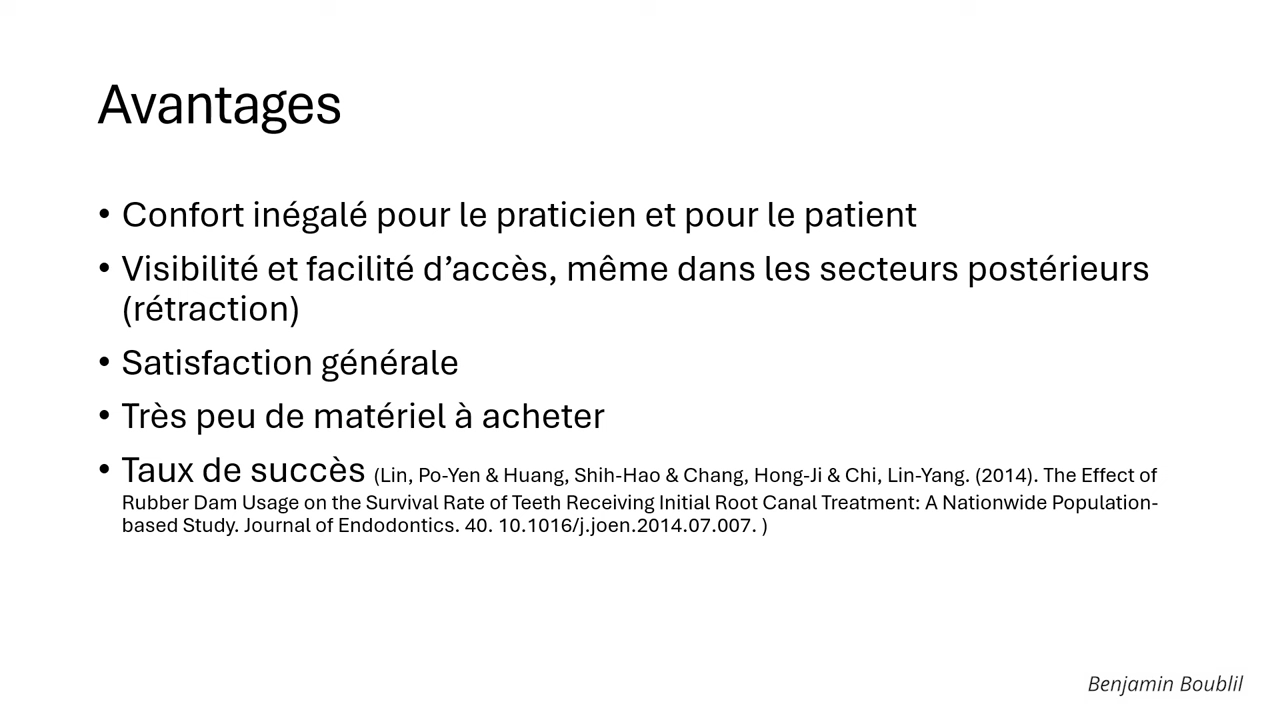 Avantages
• Confort inégalé pour le praticien et pour le patient
• Visibilité et facilité d’accès, même dans les secteurs postérieurs
(rétraction)
• Satisfaction générale
• Très peu de matériel à acheter
• Taux de succès (Lin, Po-Yen & Huang, Shih-Hao & Chang, Hong-Ji & Chi, Lin-Yang. (2014). The Effect of
Rubber Dam Usage on the Survival Rate of Teeth Receiving Initial Root Canal Treatment: A Nationwide Population-
based Study. Journal of Endodontics. 40. 10.1016/j.joen.2014.07.007. )
Benjamin Boublil